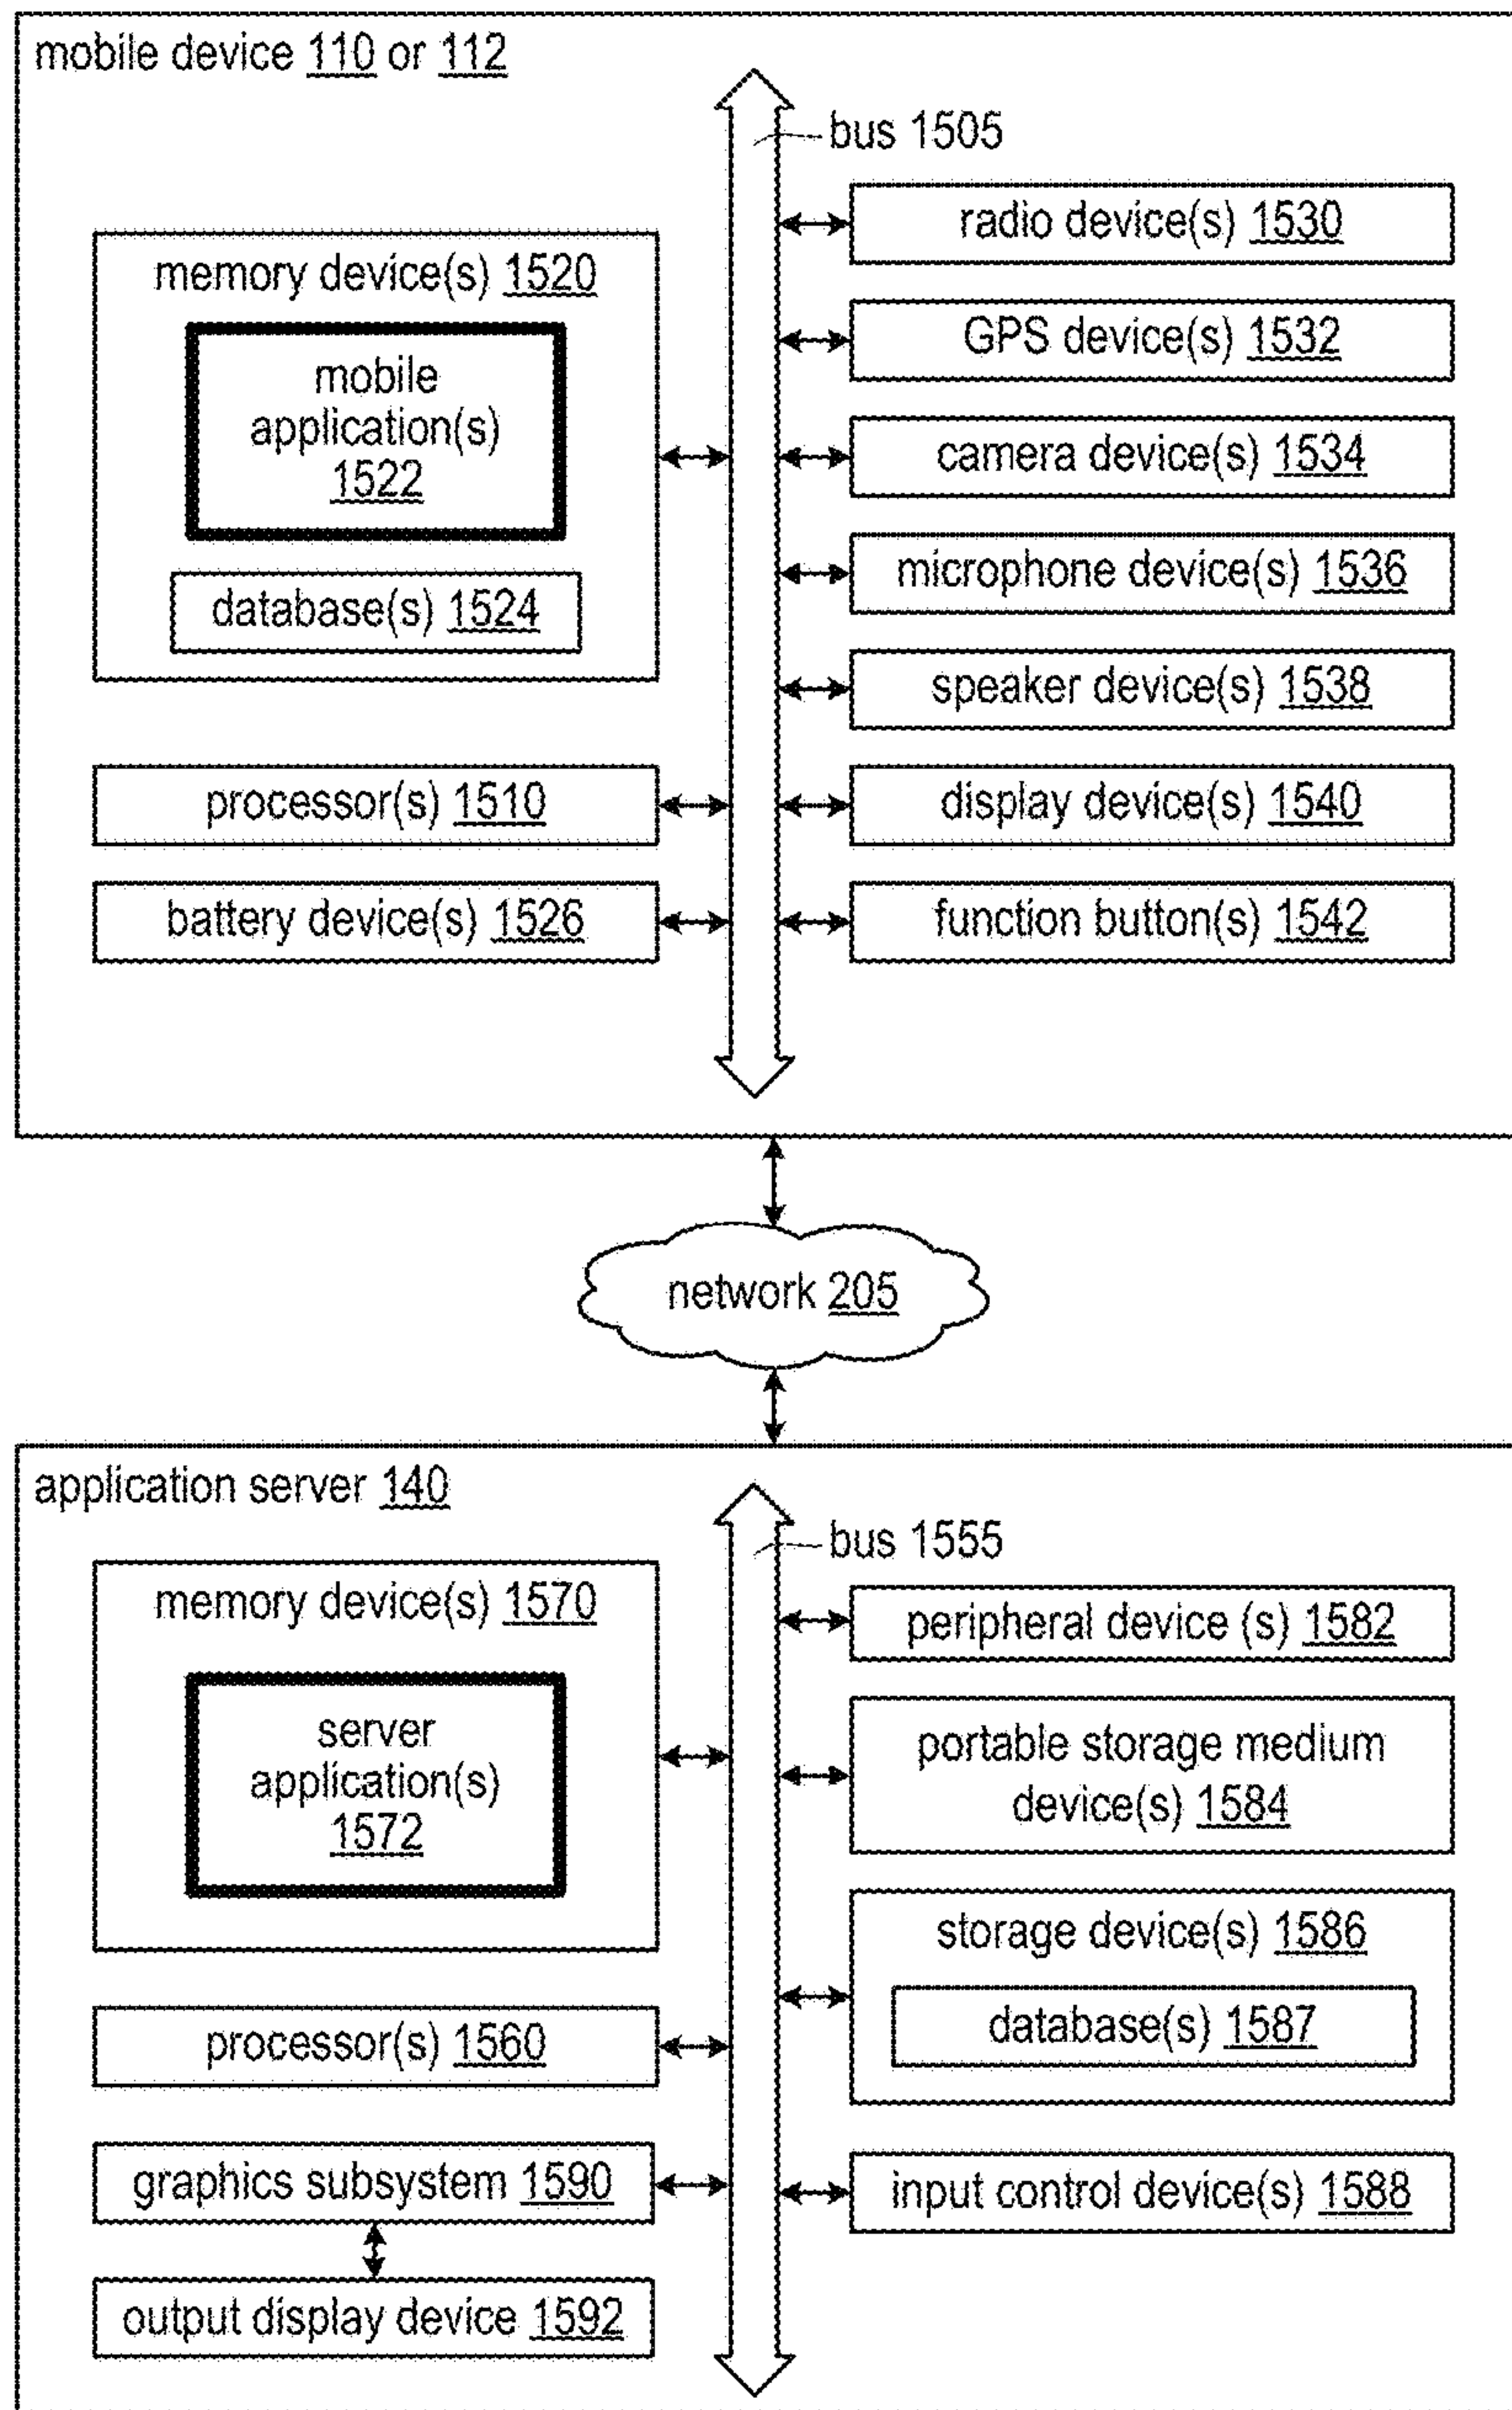 mobile device 110 or 112
bus 1505
memory device(s) 1520
mobile
application(s)
1522
database(s) 1524
processor(s) 1510
battery device(s) 1526
radio device(s) 1530
GPS device(s) 1532
camera device(s) 1534
microphone device(s) 1536
speaker device(s) 1538
display device(s) 1540
function button(s) 1542
network 205
application server 140
bus 1555
memory device(s) 1570
server
application(s)
1572
processor(s) 1560
graphics subsystem 1590
output display device 1592
peripheral device (s) 1582
portable storage medium
device(s) 1584
storage device(s) 1586
database(s) 1587
input control device(s) 1588